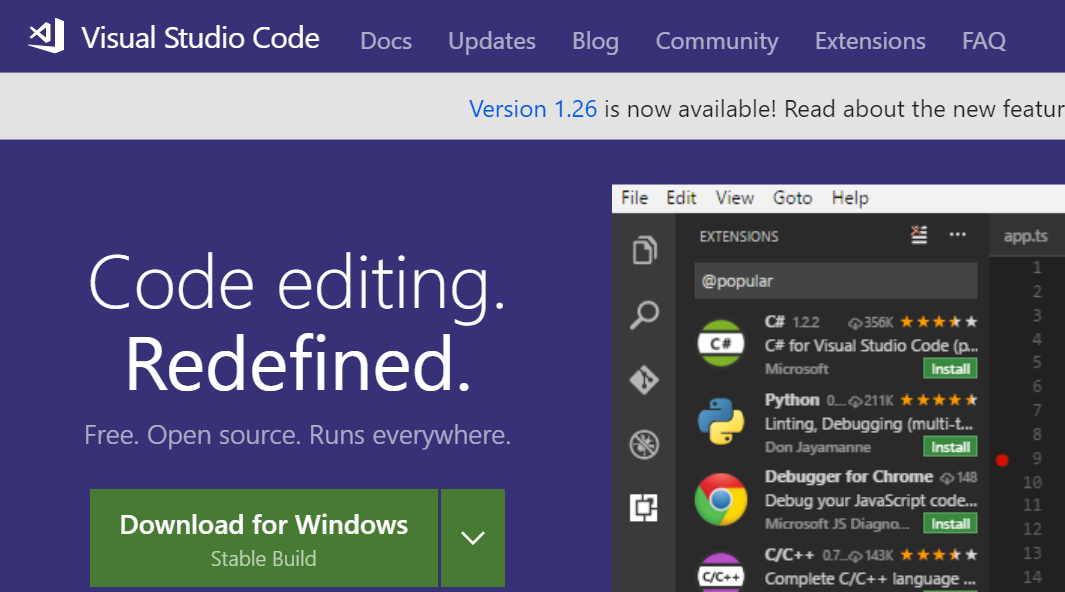 Visual Studio Code Docs Updates Blog Community Extensions FAQ
Version 1.26 is now available! Read about the new featur
Code editing.
Redefined.
Free. Open source. Runs everywhere.
Download for Windows
Stable Build
File Edit View Goto Help
EXTENSIONS
@popular
C# 1.2.2 356K
C#
C# for Visual Studio Code (p...
Microsoft Install
Python 0.... 211K
Linting, Debugging (multi-t...
Don Jayamanne Install
Debugger for Chrome 148
Debug your JavaScript code...
Microsoft JS Diagno... Install
C/C++ 0.7... 143K
C/C++
Complete C/C++ language ...
app.ts
1
2
3
4
5
6
7
8
9
10
11
12
13
14